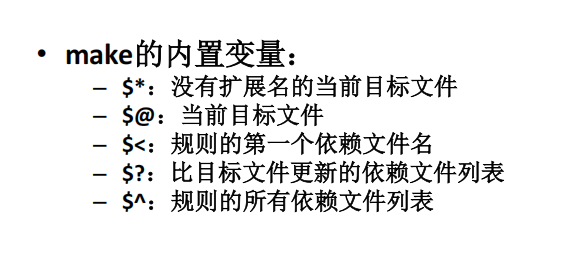 • make的内置变量：
– $*：没有扩展名的当前目标文件
– $@：当前目标文件
– $<：规则的第一个依赖文件名
– $?：比目标文件更新的依赖文件列表
– $^：规则的所有依赖文件列表